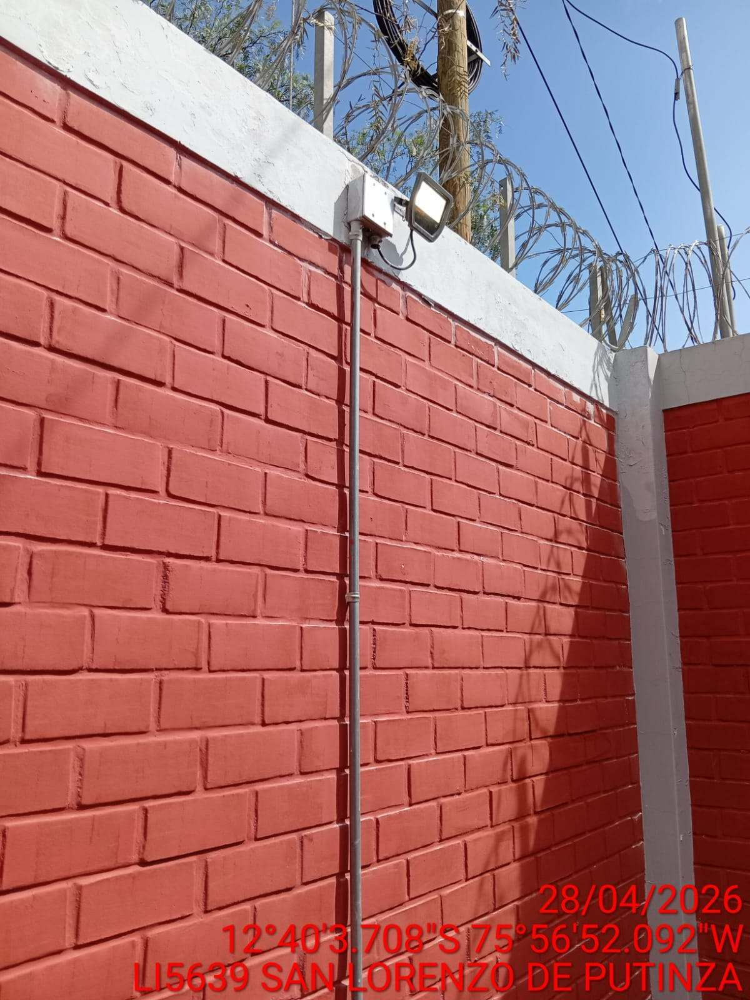 28/04/2026
12°40'3.708"S 75°56'52.092"W
LI5639 SAN LORENZO DE PUTINZA